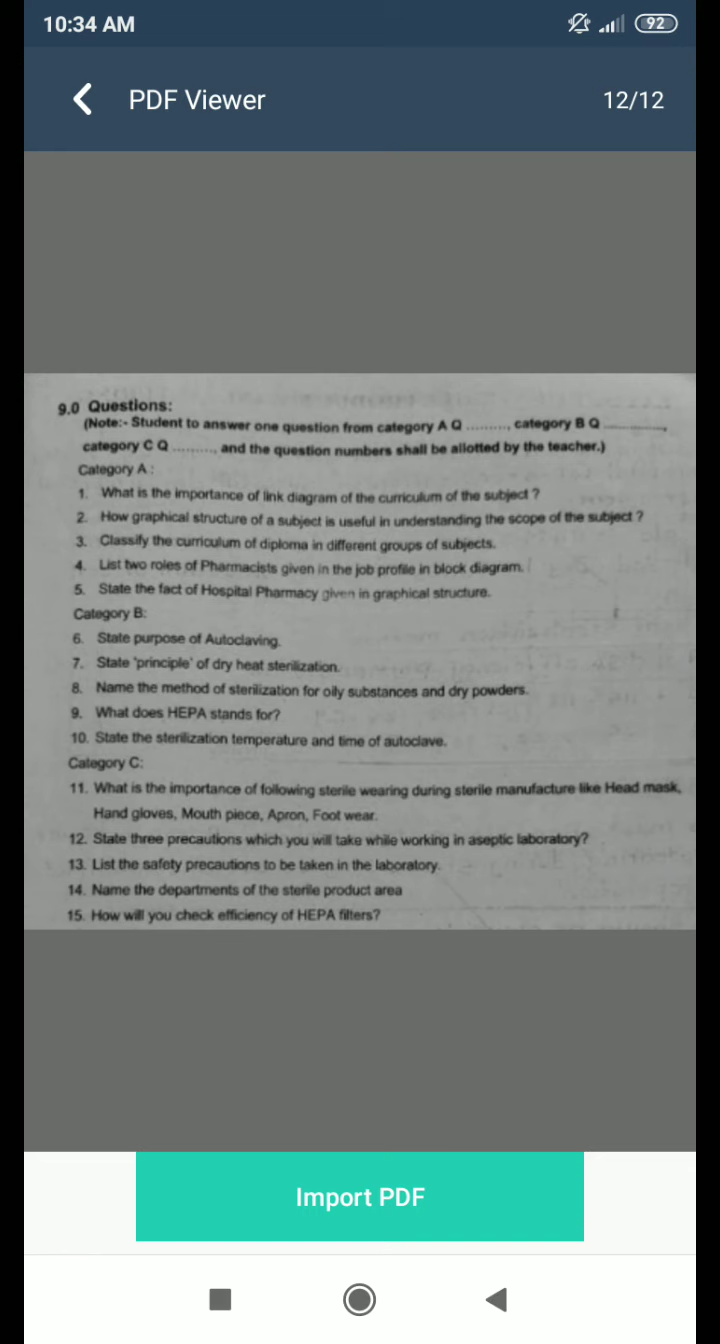 10:34 AM
92
PDF Viewer
12/12
9.0 Questions:
(Note:- Student to answer one question from category A Q ........., category B Q ............,
category C Q ........., and the question numbers shall be allotted by the teacher.)
Category A :
1. What is the importance of link diagram of the curriculum of the subject ?
2. How graphical structure of a subject is useful in understanding the scope of the subject ?
3. Classify the curriculum of diploma in different groups of subjects.
4. List two roles of Pharmacists given in the job profile in block diagram.
5. State the fact of Hospital Pharmacy given in graphical structure.
Category B:
6. State purpose of Autoclaving.
7. State 'principle' of dry heat sterilization.
8. Name the method of sterilization for oily substances and dry powders.
9. What does HEPA stands for?
10. State the sterilization temperature and time of autoclave.
Category C:
11. What is the importance of following sterile wearing during sterile manufacture like Head mask,
Hand gloves, Mouth piece, Apron, Foot wear.
12. State three precautions which you will take while working in aseptic laboratory?
13. List the safety precautions to be taken in the laboratory.
14. Name the departments of the sterile product area
15. How will you check efficiency of HEPA filters?
Import PDF